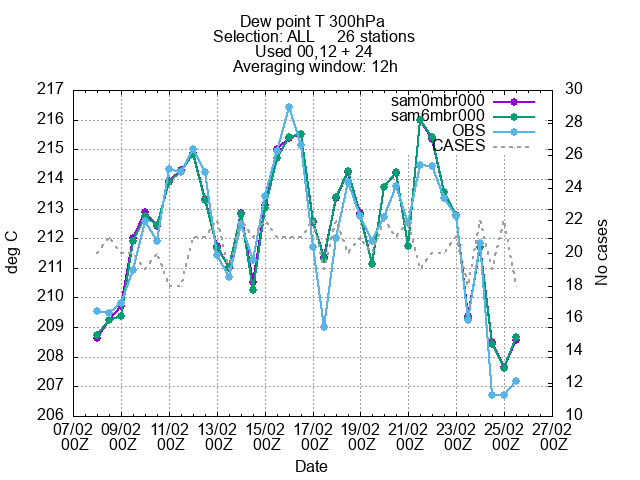 Dew point T 300hPa
Selection: ALL 26 stations
Used 00,12 + 24
Averaging window: 12h
217
216
215
214
213
212
211
210
209
208
207
206
deg C
30
28
26
24
22
20
18
16
14
12
10
No cases
sam0mbr000
sam6mbr000
OBS
CASES
07/02 09/02 11/02 13/02 15/02 17/02 19/02 21/02 23/02 25/02 27/02
00Z 00Z 00Z 00Z 00Z 00Z 00Z 00Z 00Z 00Z 00Z
Date